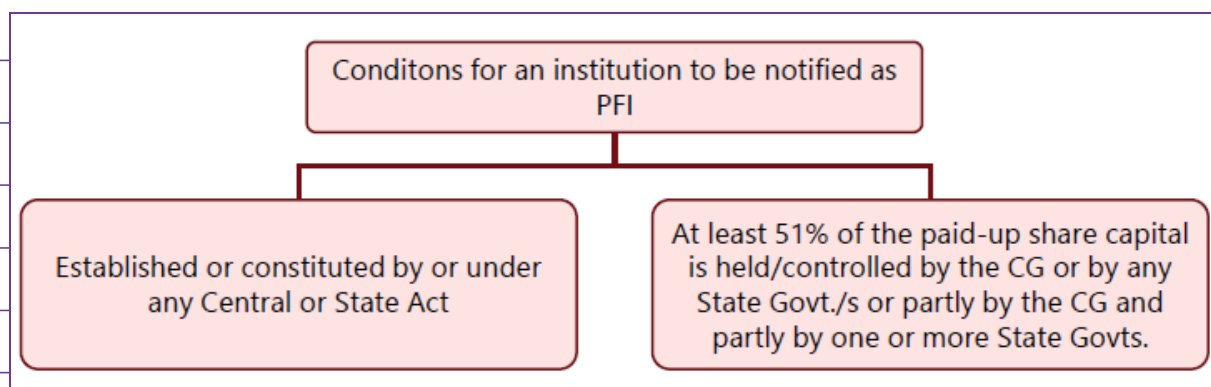 Conditons for an institution to be notified as
PFI
Established or constituted by or under
any Central or State Act
At least 51% of the paid-up share capital
is held/controlled by the CG or by any
State Govt./s or partly by the CG and
partly by one or more State Govts.